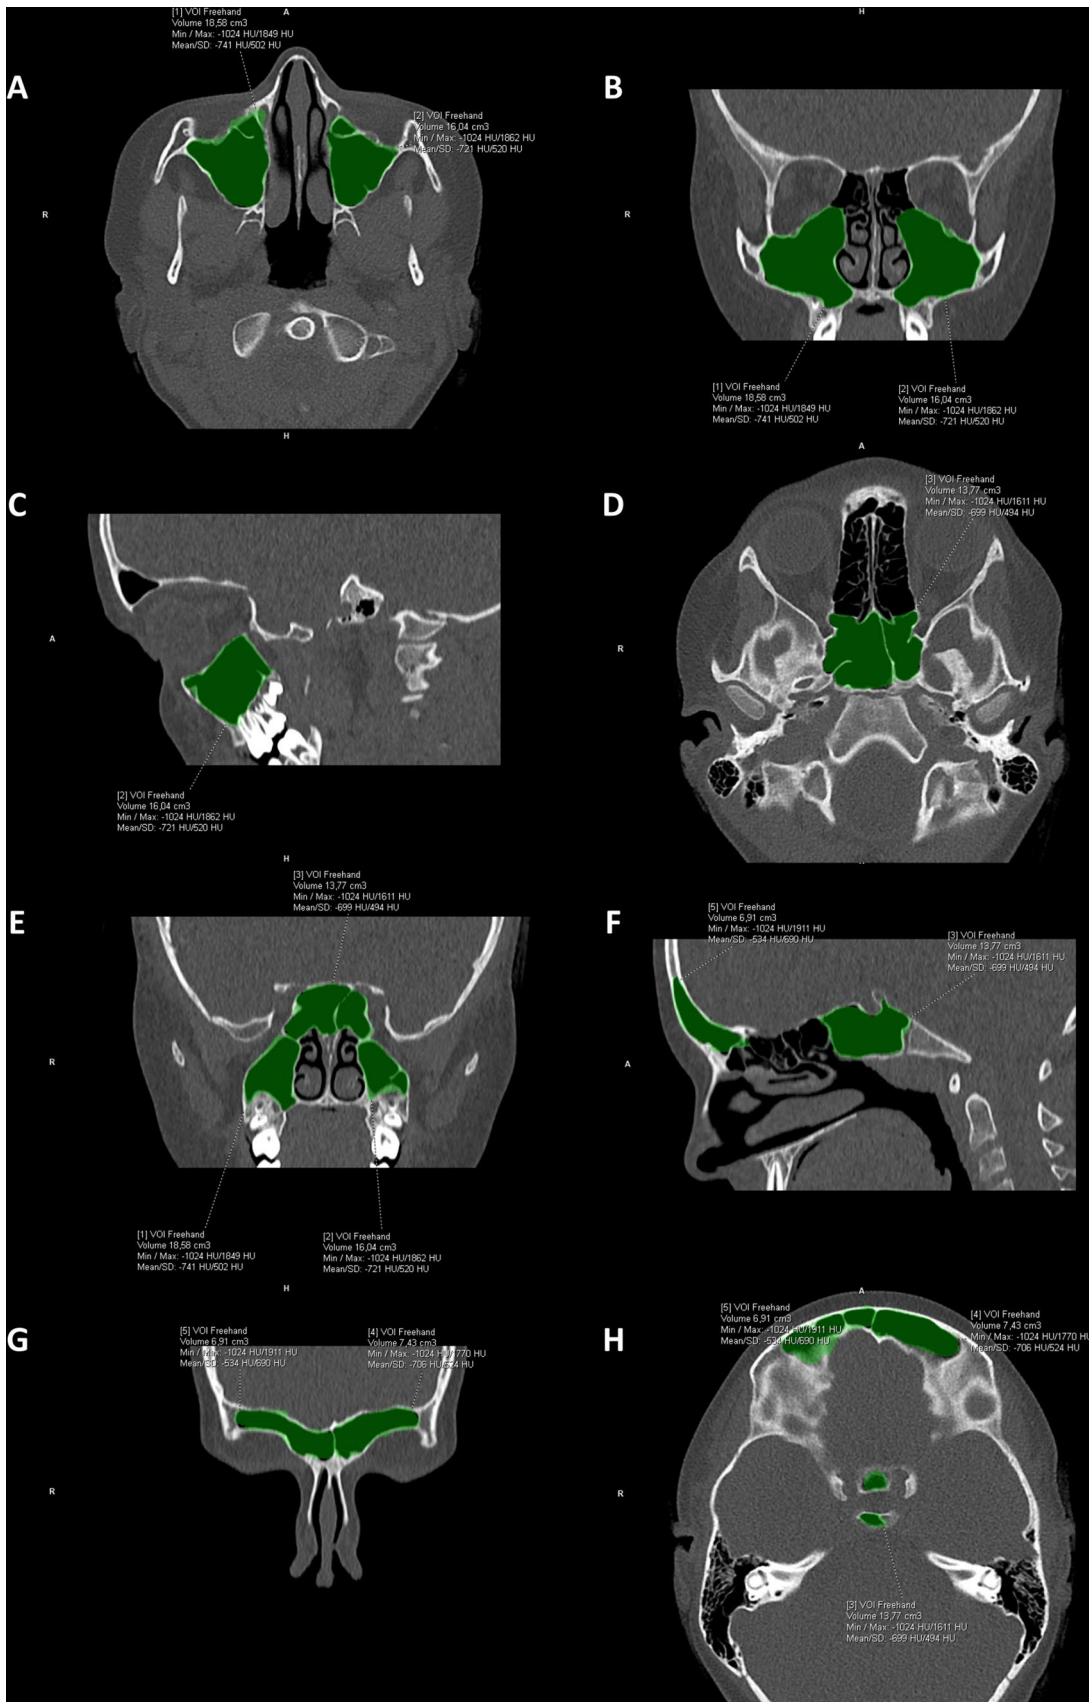 [1] VOI Freehand
Volume 18,58 cm3
Min / Max: -1024 HU/1849 HU
Mean/SD: -741 HU/502 HU
A
A
[2] VOI Freehand
Volume 16,04 cm3
Min / Max: -1024 HU/1862 HU
Mean/SD: -721 HU/520 HU
R
H
H
B
R
[1] VOI Freehand
Volume 18,58 cm3
Min / Max: -1024 HU/1849 HU
Mean/SD: -741 HU/502 HU
[2] VOI Freehand
Volume 16,04 cm3
Min / Max: -1024 HU/1862 HU
Mean/SD: -721 HU/520 HU
C
A
[2] VOI Freehand
Volume 16,04 cm3
Min / Max: -1024 HU/1862 HU
Mean/SD: -721 HU/520 HU
A
D
[3] VOI Freehand
Volume 13,77 cm3
Min / Max: -1024 HU/1611 HU
Mean/SD: -699 HU/494 HU
R
H
[3] VOI Freehand
Volume 13,77 cm3
Min / Max: -1024 HU/1611 HU
Mean/SD: -699 HU/494 HU
E
R
[1] VOI Freehand
Volume 18,58 cm3
Min / Max: -1024 HU/1849 HU
Mean/SD: -741 HU/502 HU
[2] VOI Freehand
Volume 16,04 cm3
Min / Max: -1024 HU/1862 HU
Mean/SD: -721 HU/520 HU
F
[5] VOI Freehand
Volume 6,91 cm3
Min / Max: -1024 HU/1911 HU
Mean/SD: -534 HU/690 HU
[3] VOI Freehand
Volume 13,77 cm3
Min / Max: -1024 HU/1611 HU
Mean/SD: -699 HU/494 HU
A
H
G
[5] VOI Freehand
Volume 6,91 cm3
Min / Max: -1024 HU/1911 HU
Mean/SD: -534 HU/690 HU
[4] VOI Freehand
Volume 7,43 cm3
Min / Max: -1024 HU/1770 HU
Mean/SD: -706 HU/524 HU
R
A
H
[5] VOI Freehand
Volume 6,91 cm3
Min / Max: -1024 HU/1911 HU
Mean/SD: -534 HU/690 HU
[4] VOI Freehand
Volume 7,43 cm3
Min / Max: -1024 HU/1770 HU
Mean/SD: -706 HU/524 HU
R
[3] VOI Freehand
Volume 13,77 cm3
Min / Max: -1024 HU/1611 HU
Mean/SD: -699 HU/494 HU